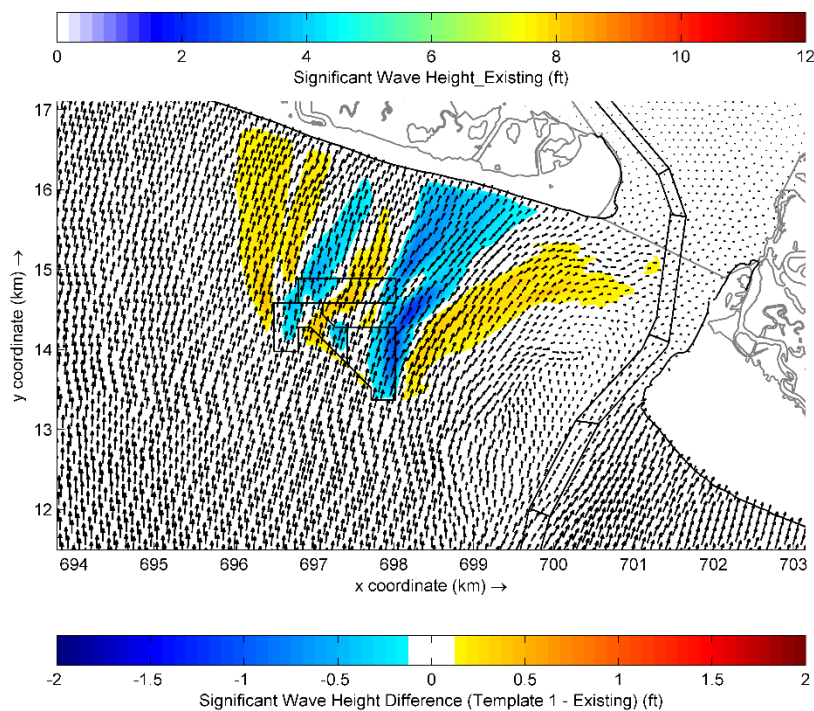 0 2 4 6 8 10 12
Significant Wave Height_Existing (ft)
17
16
15
14
13
12
y coordinate (km) →
694 695 696 697 698 699 700 701 702 703
x coordinate (km) →
-2 -1.5 -1 -0.5 0 0.5 1 1.5 2
Significant Wave Height Difference (Template 1 - Existing) (ft)